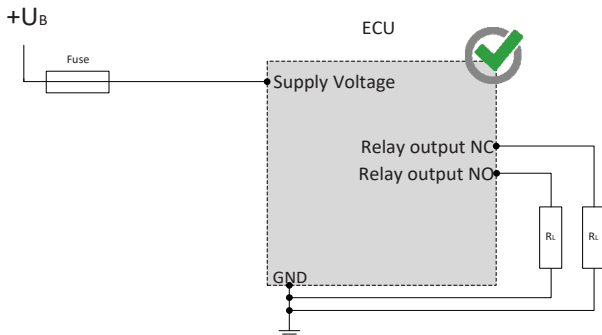 +UB
ECU
Fuse
Supply Voltage
Relay output NC
Relay output NO
RL
RL
GND